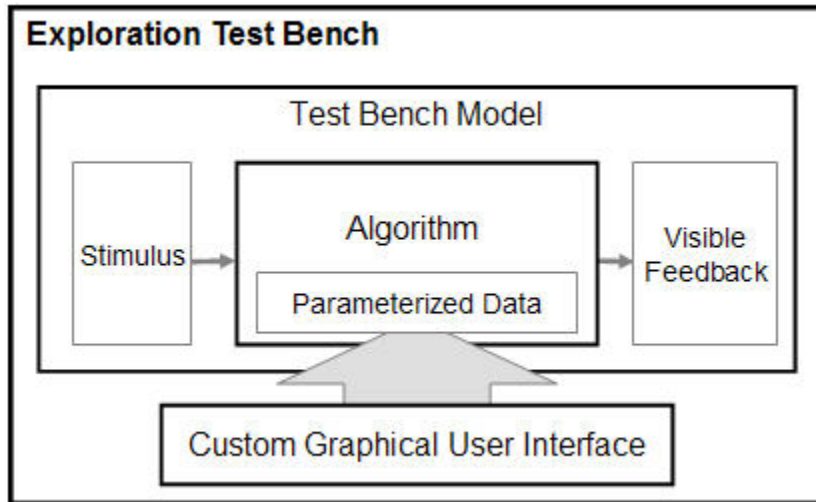 Exploration Test Bench
Test Bench Model
Stimulus
Algorithm
Parameterized Data
Visible
Feedback
Custom Graphical User Interface